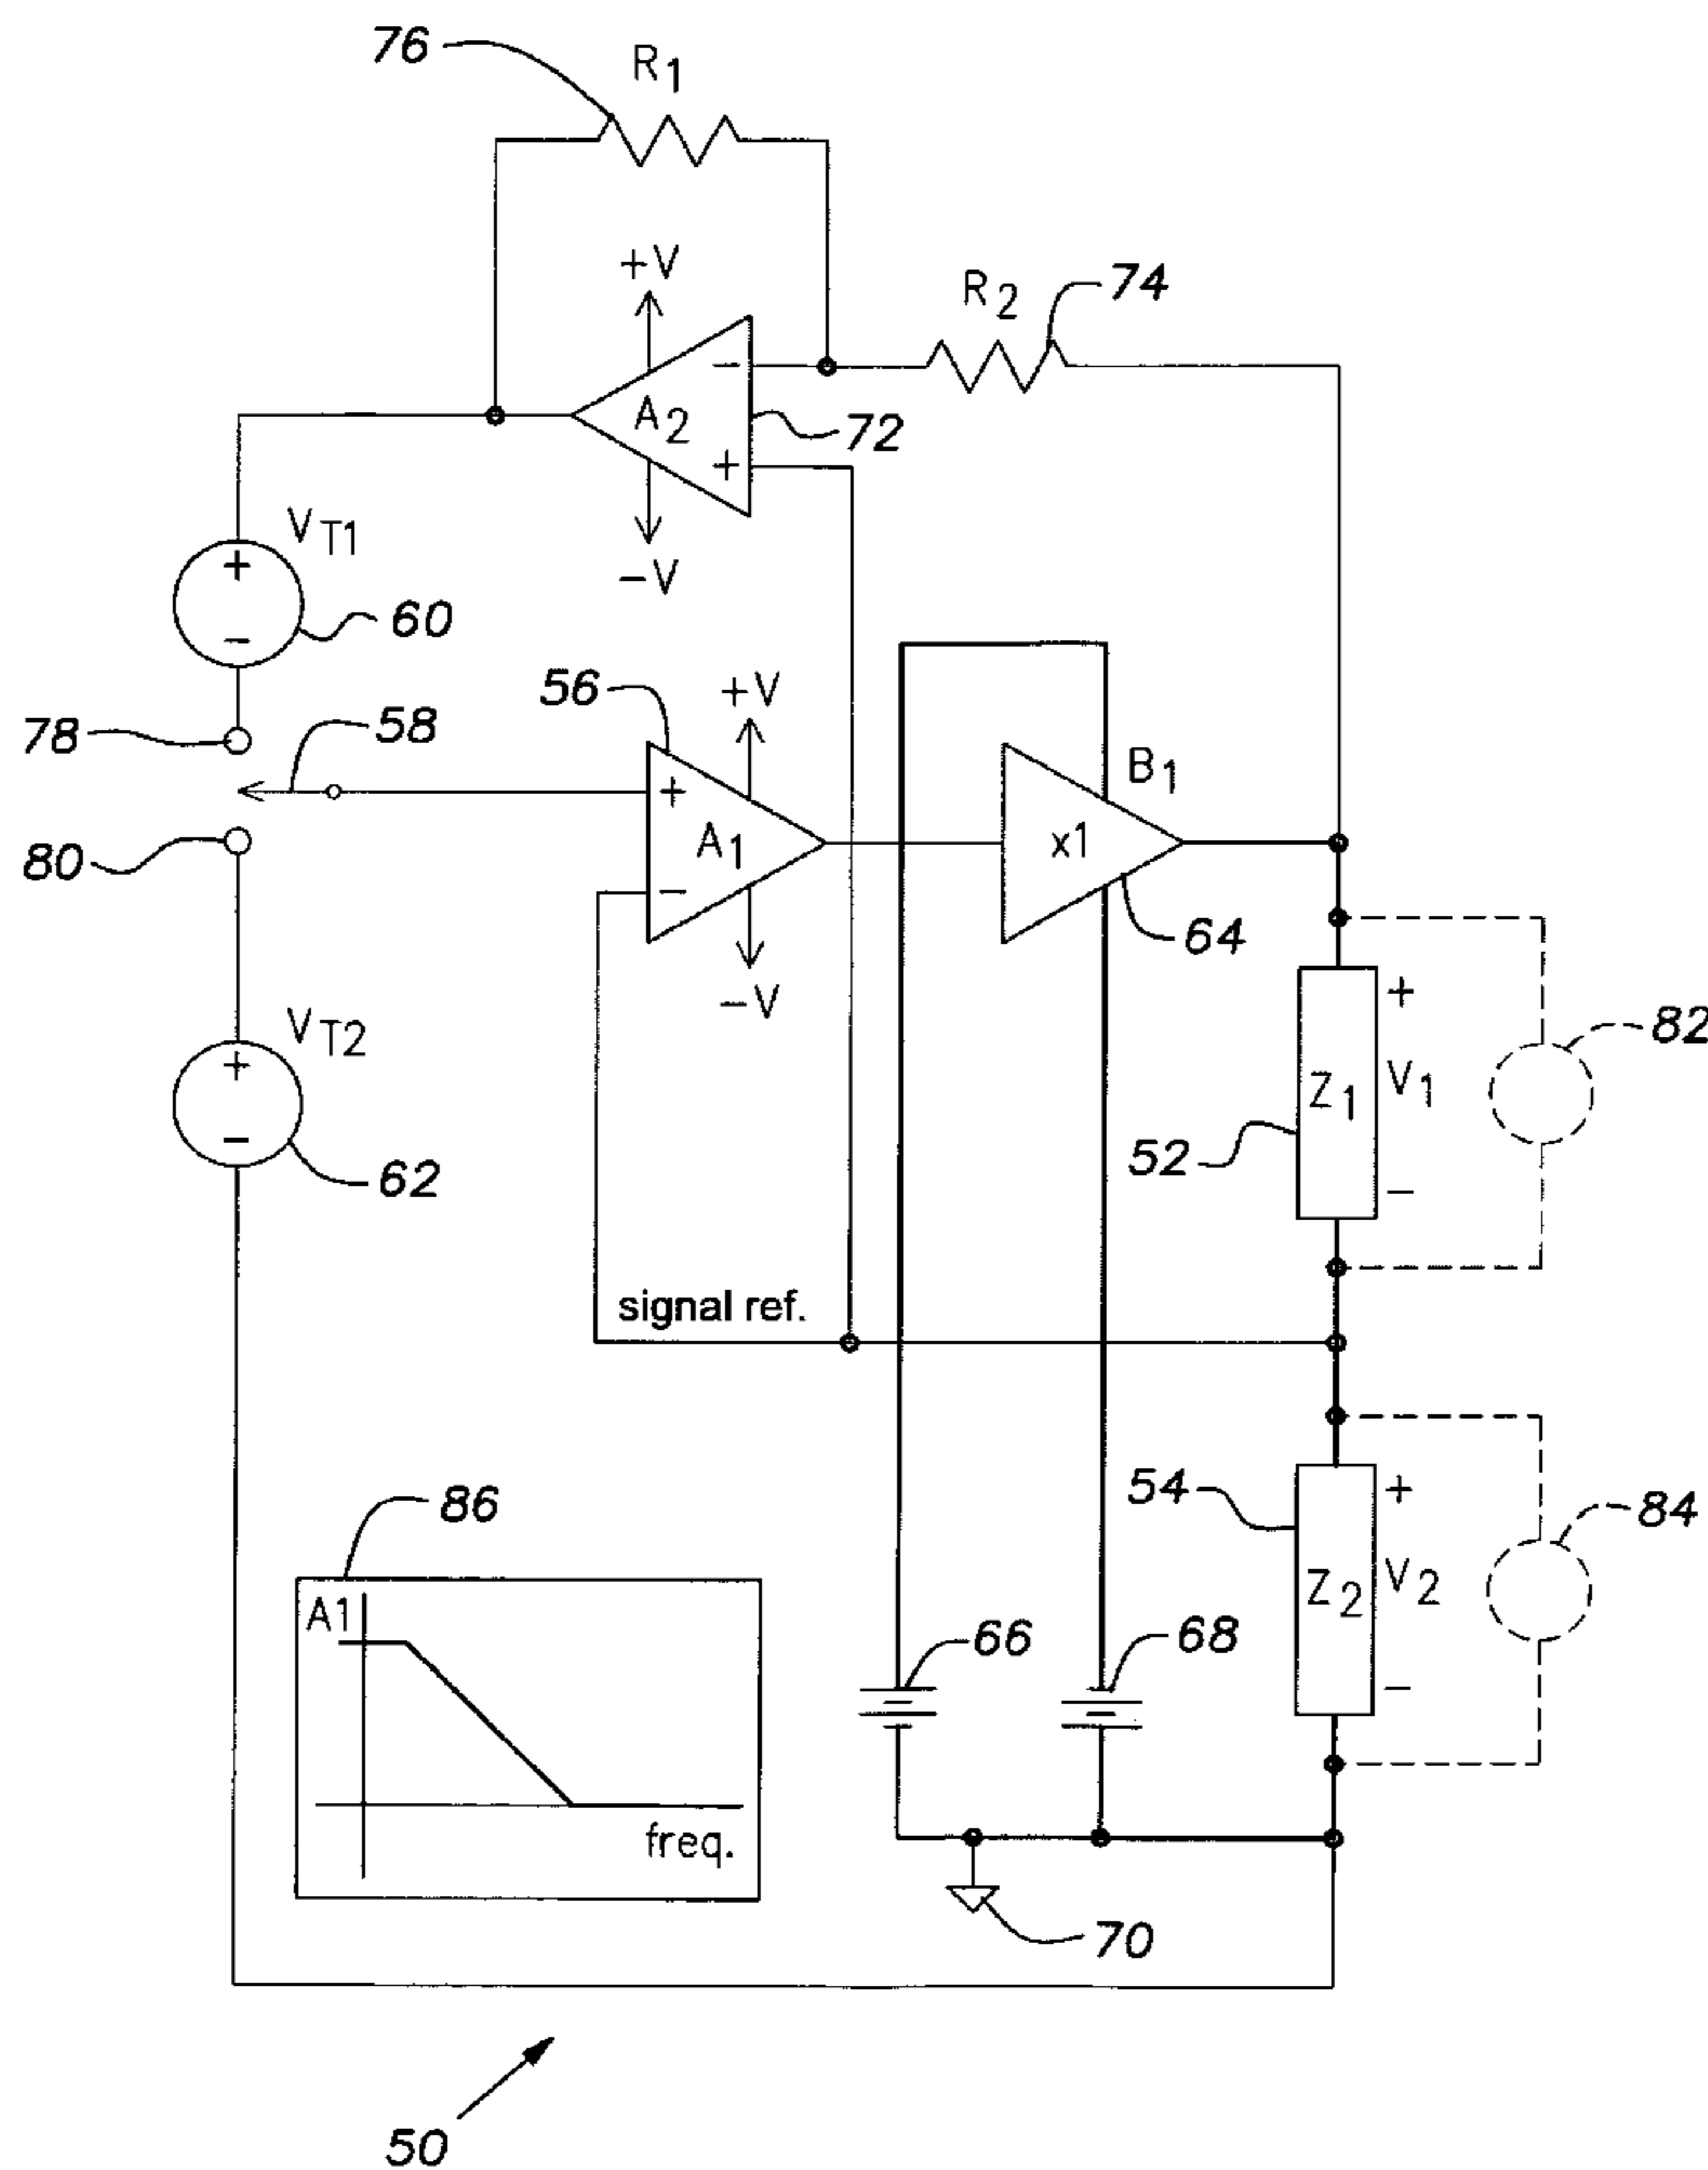 76
R1
+V
R2
74
A2
−
+
72
−V
VT1
+
−
60
78
58
56
+V
+
A1
−
−V
B1
x1
64
80
VT2
+
−
62
82
+
Z1
V1
52
−
signal ref.
54
+
Z2
V2
−
84
86
A1
freq.
66
68
70
50